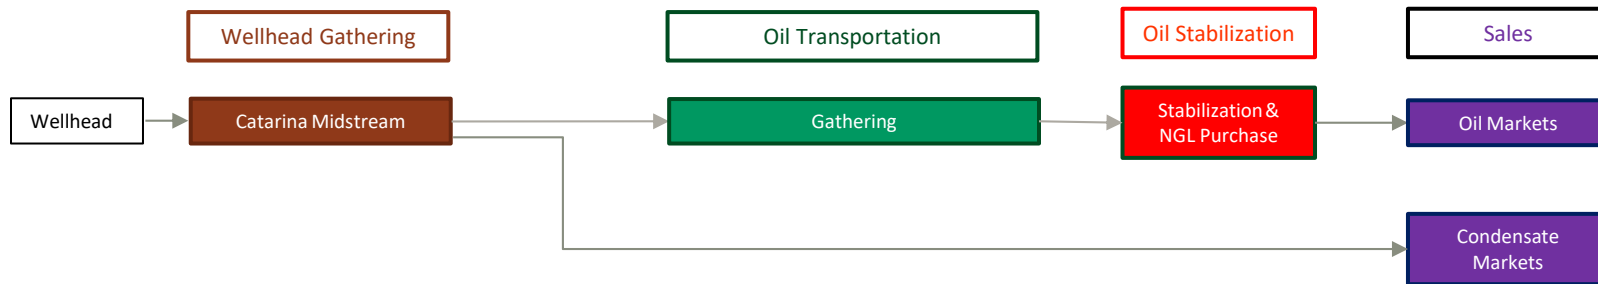 Wellhead Gathering
Oil Transportation
Oil Stabilization
Sales
Wellhead
Catarina Midstream
Gathering
Stabilization &
NGL Purchase
Oil Markets
Condensate
Markets